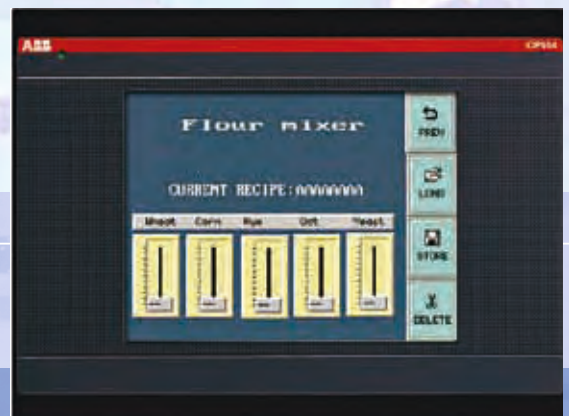 ABB
CP554
Flour mixer
PREV
CURRENT RECIPE:AAAAAAAA
LOAD
Wheat Corn Rye Oat Yeast
STORE
DELETE